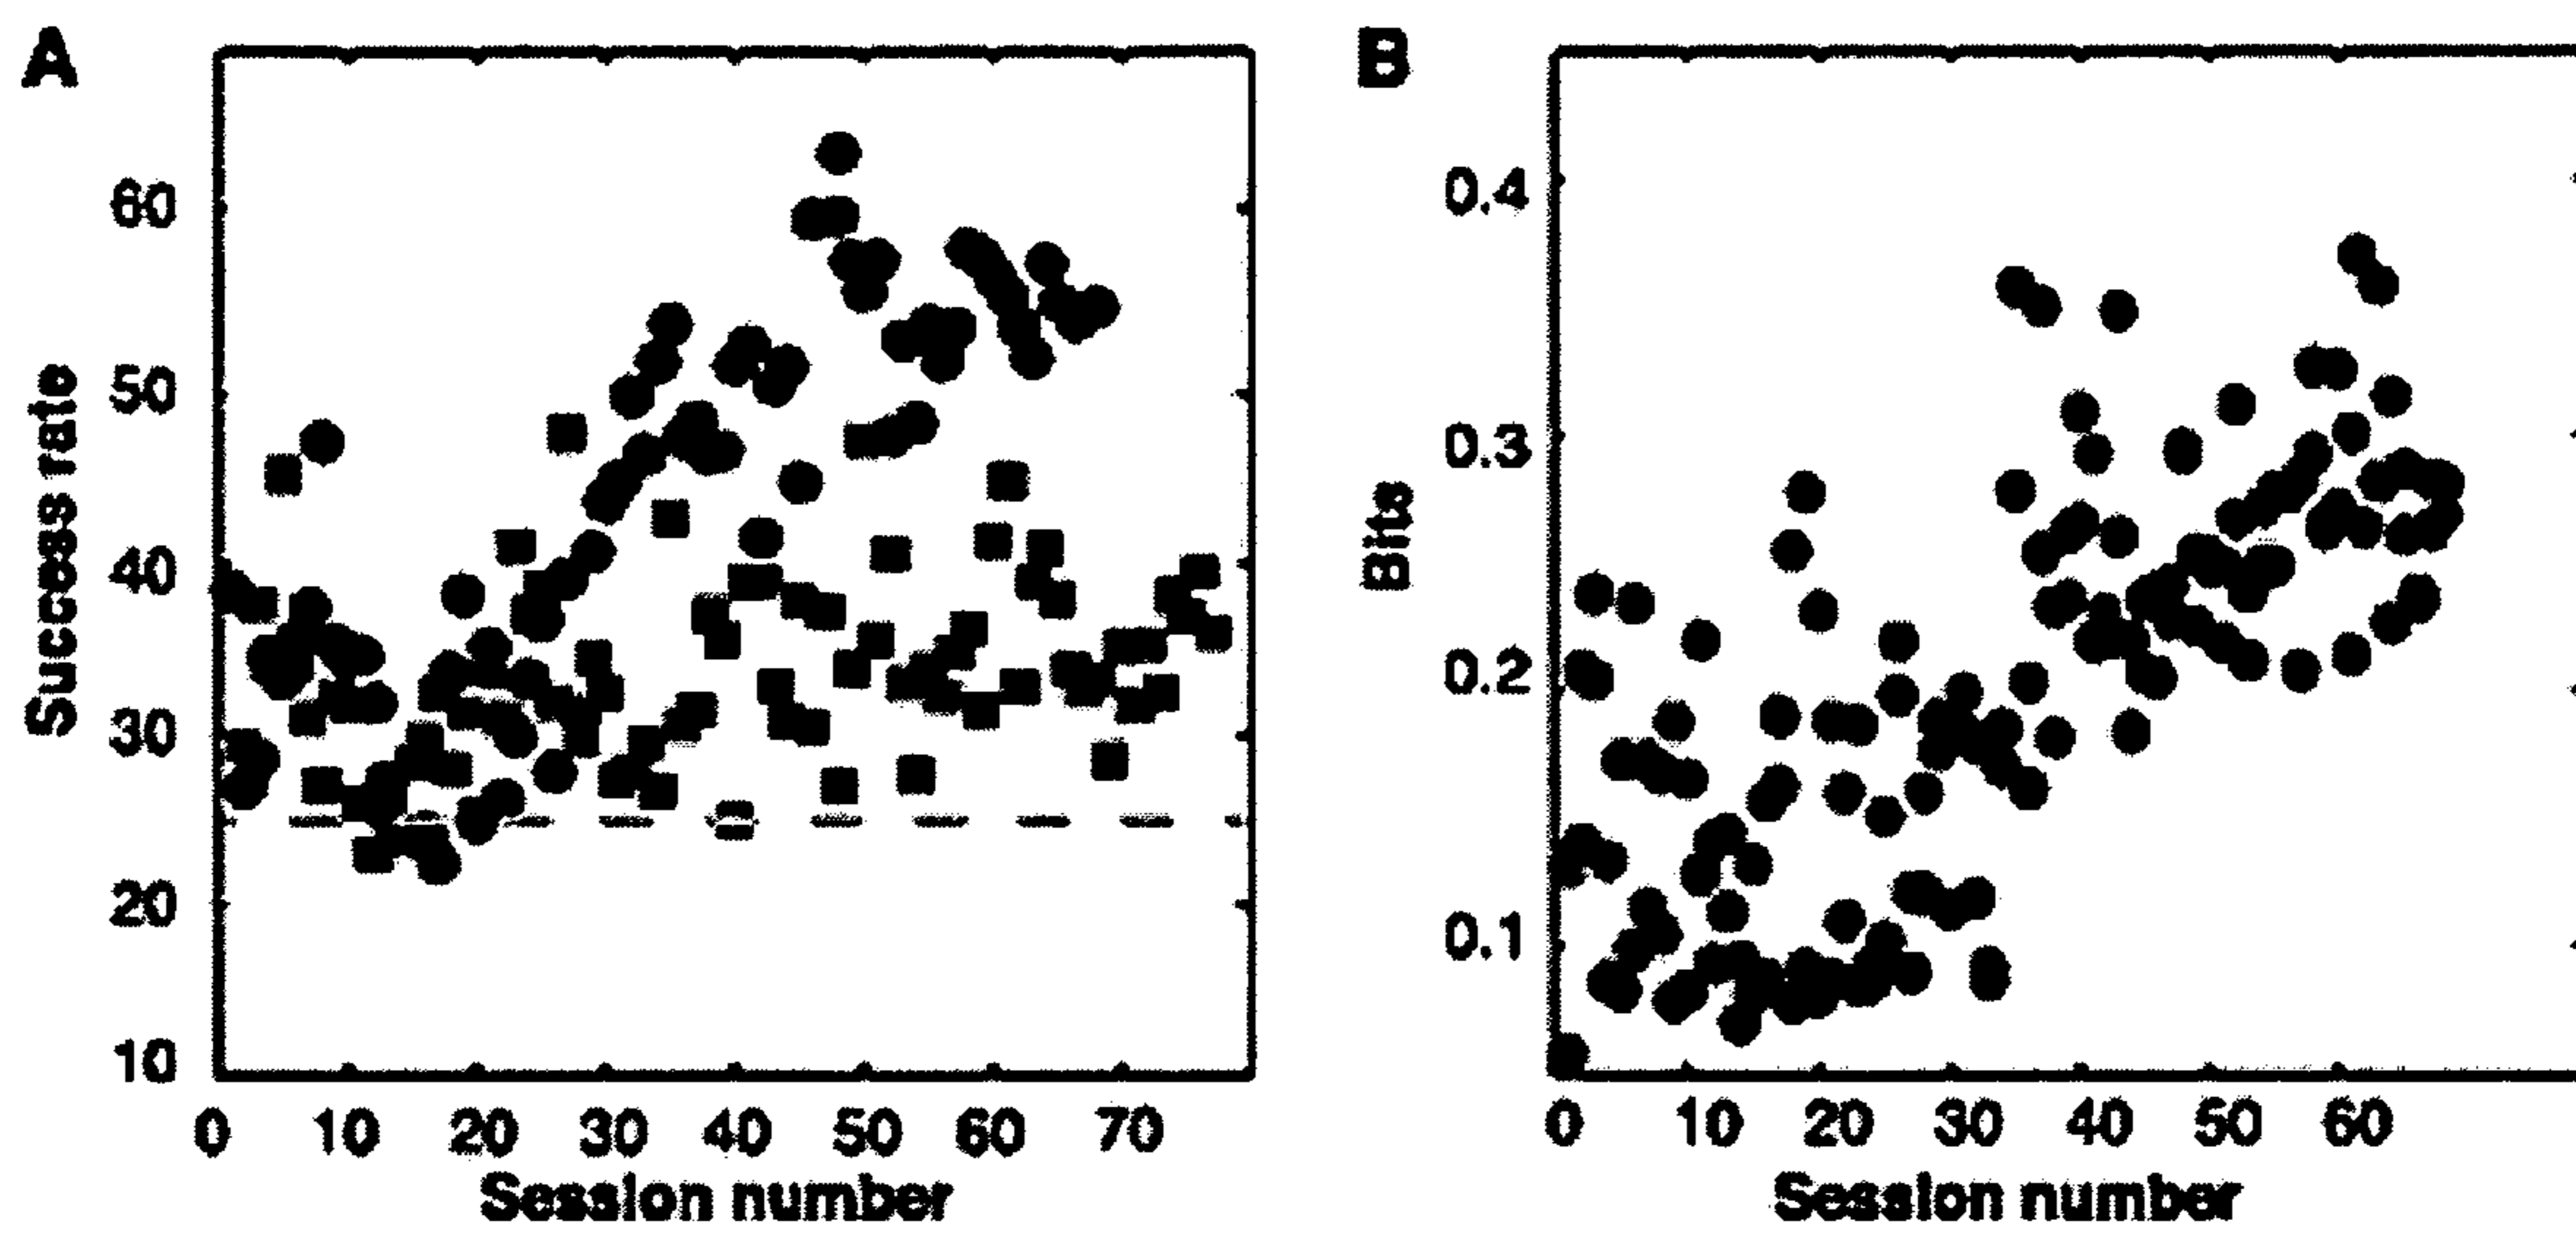 A
B
Success rate
60
50
40
30
20
10
0 10 20 30 40 50 60 70
Session number
Bits
0.4
0.3
0.2
0.1
0 10 20 30 40 50 60
Session number